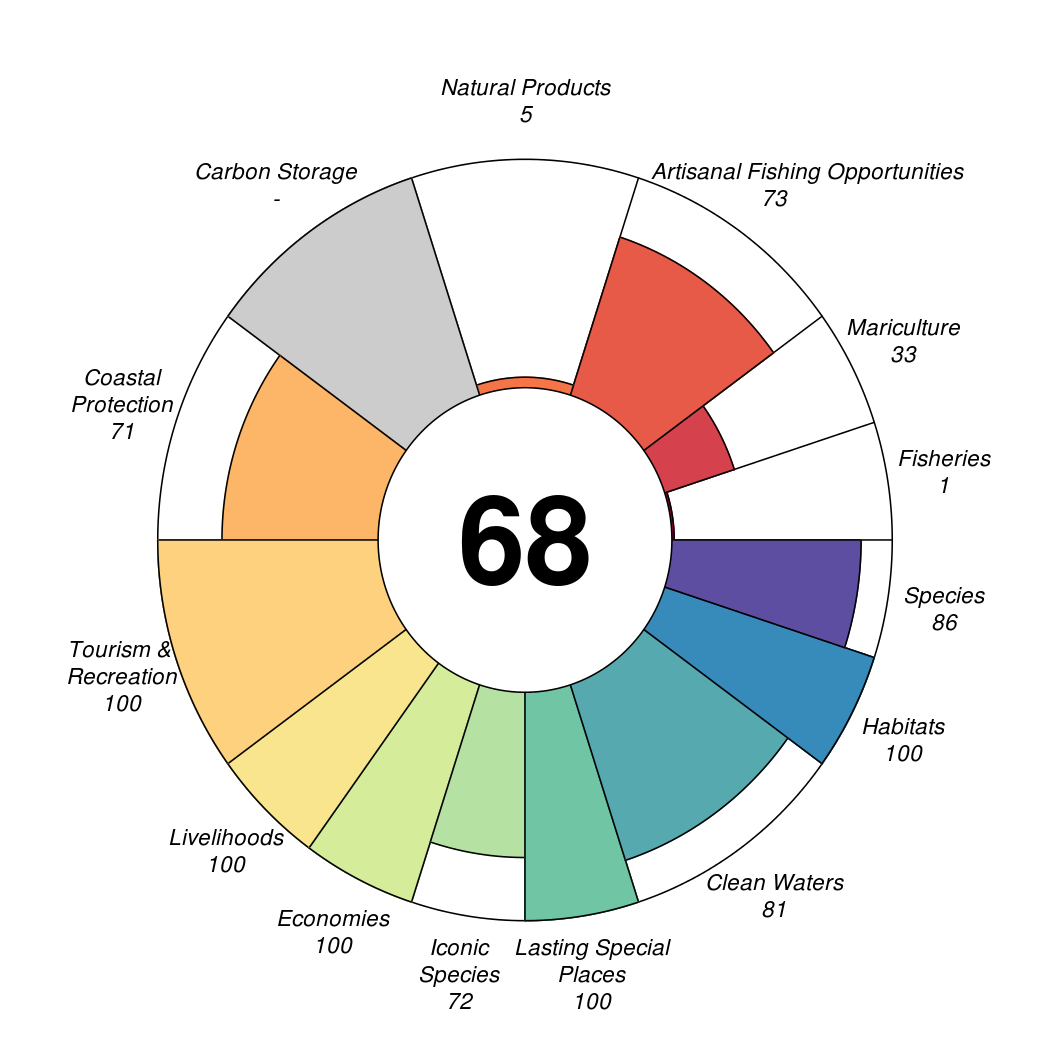 Natural Products
5
Carbon Storage
-
Artisanal Fishing Opportunities
73
Mariculture
33
Coastal
Protection
71
Fisheries
1
68
Species
86
Tourism &
Recreation
100
Habitats
100
Livelihoods
100
Clean Waters
81
Economies
100
Iconic
Species
72
Lasting Special
Places
100